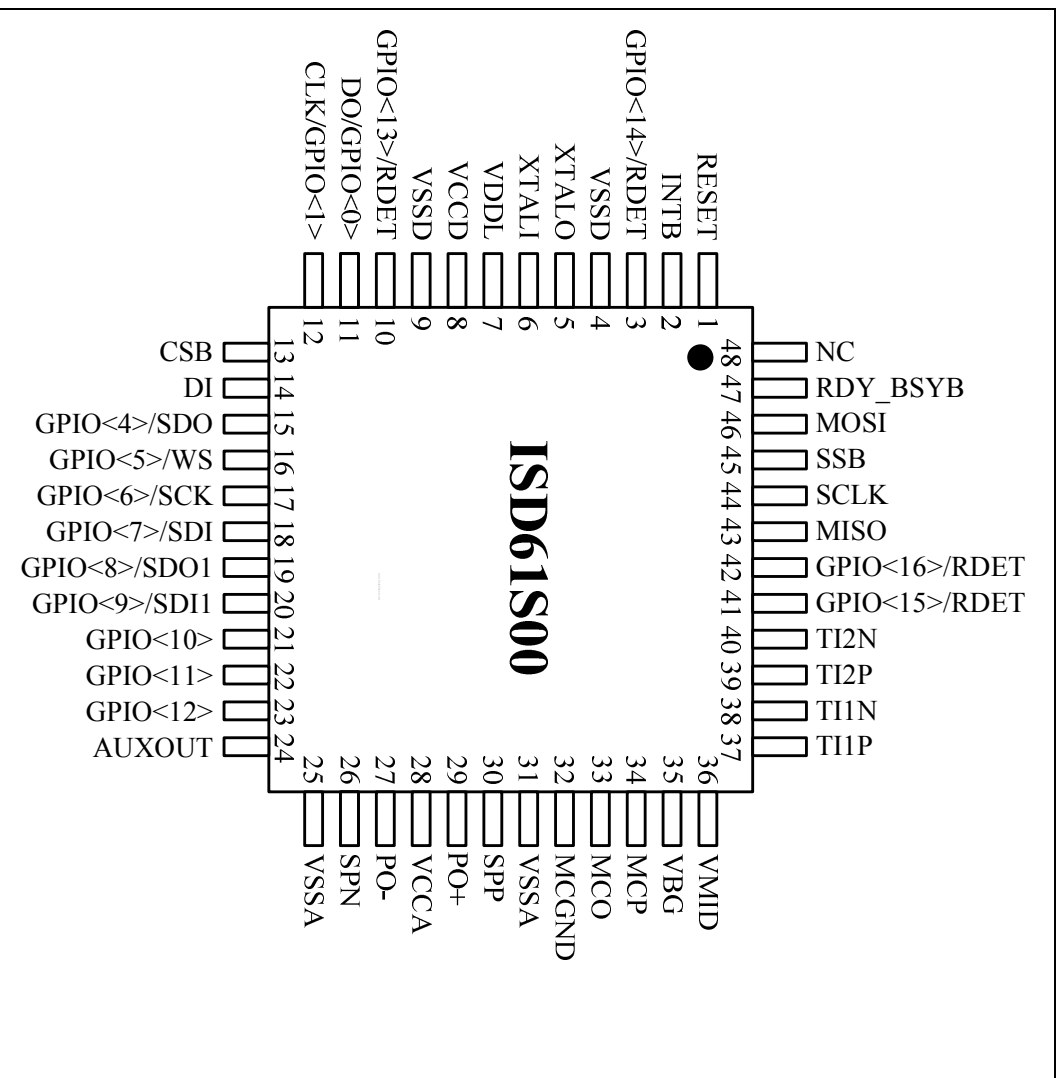 CLK/GPIO<1>
DO/GPIO<0>
GPIO<13>/RDET
VSSD
VCCD
VDDL
XTALI
XTALO
VSSD
GPIO<14>/RDET
INTB
RESET
12
11
10
9
8
7
6
5
4
3
2
1
CSB 13
DI 14
GPIO<4>/SDO 15
GPIO<5>/WS 16
GPIO<6>/SCK 17
GPIO<7>/SDI 18
GPIO<8>/SDO1 19
GPIO<9>/SDI1 20
GPIO<10> 21
GPIO<11> 22
GPIO<12> 23
AUXOUT 24
ISD61S00
48 NC
47 RDY_BSYB
46 MOSI
45 SSB
44 SCLK
43 MISO
42 GPIO<16>/RDET
41 GPIO<15>/RDET
40 TI2N
39 TI2P
38 TI1N
37 TI1P
25
26
27
28
29
30
31
32
33
34
35
36
VSSA
SPN
PO-
VCCA
PO+
SPP
VSSA
MCGND
MCO
MCP
VBG
VMID